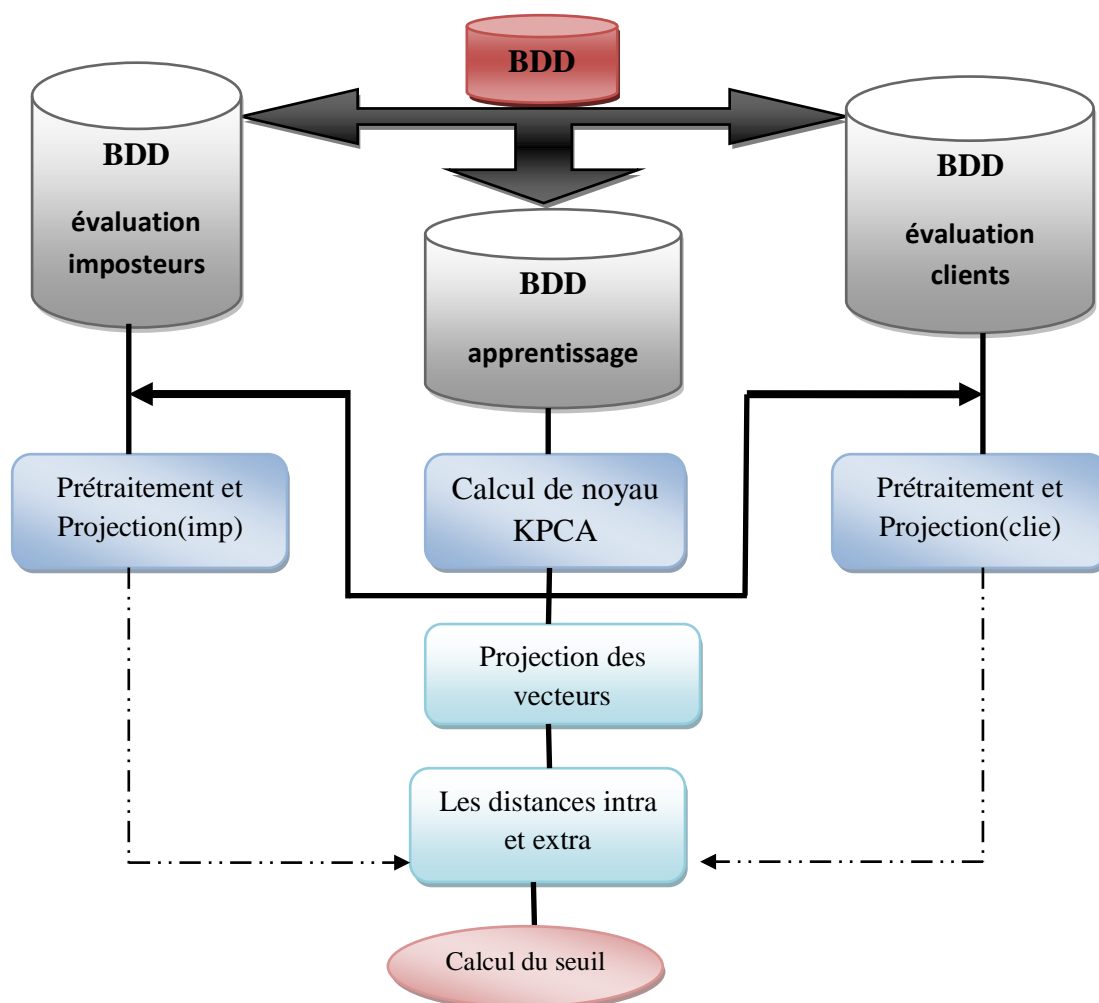 BDD
BDD
évaluation
imposteurs
BDD
apprentissage
BDD
évaluation
clients
Prétraitement et
Projection(imp)
Calcul de noyau
KPCA
Prétraitement et
Projection(clie)
Projection des
vecteurs
Les distances intra
et extra
Calcul du seuil